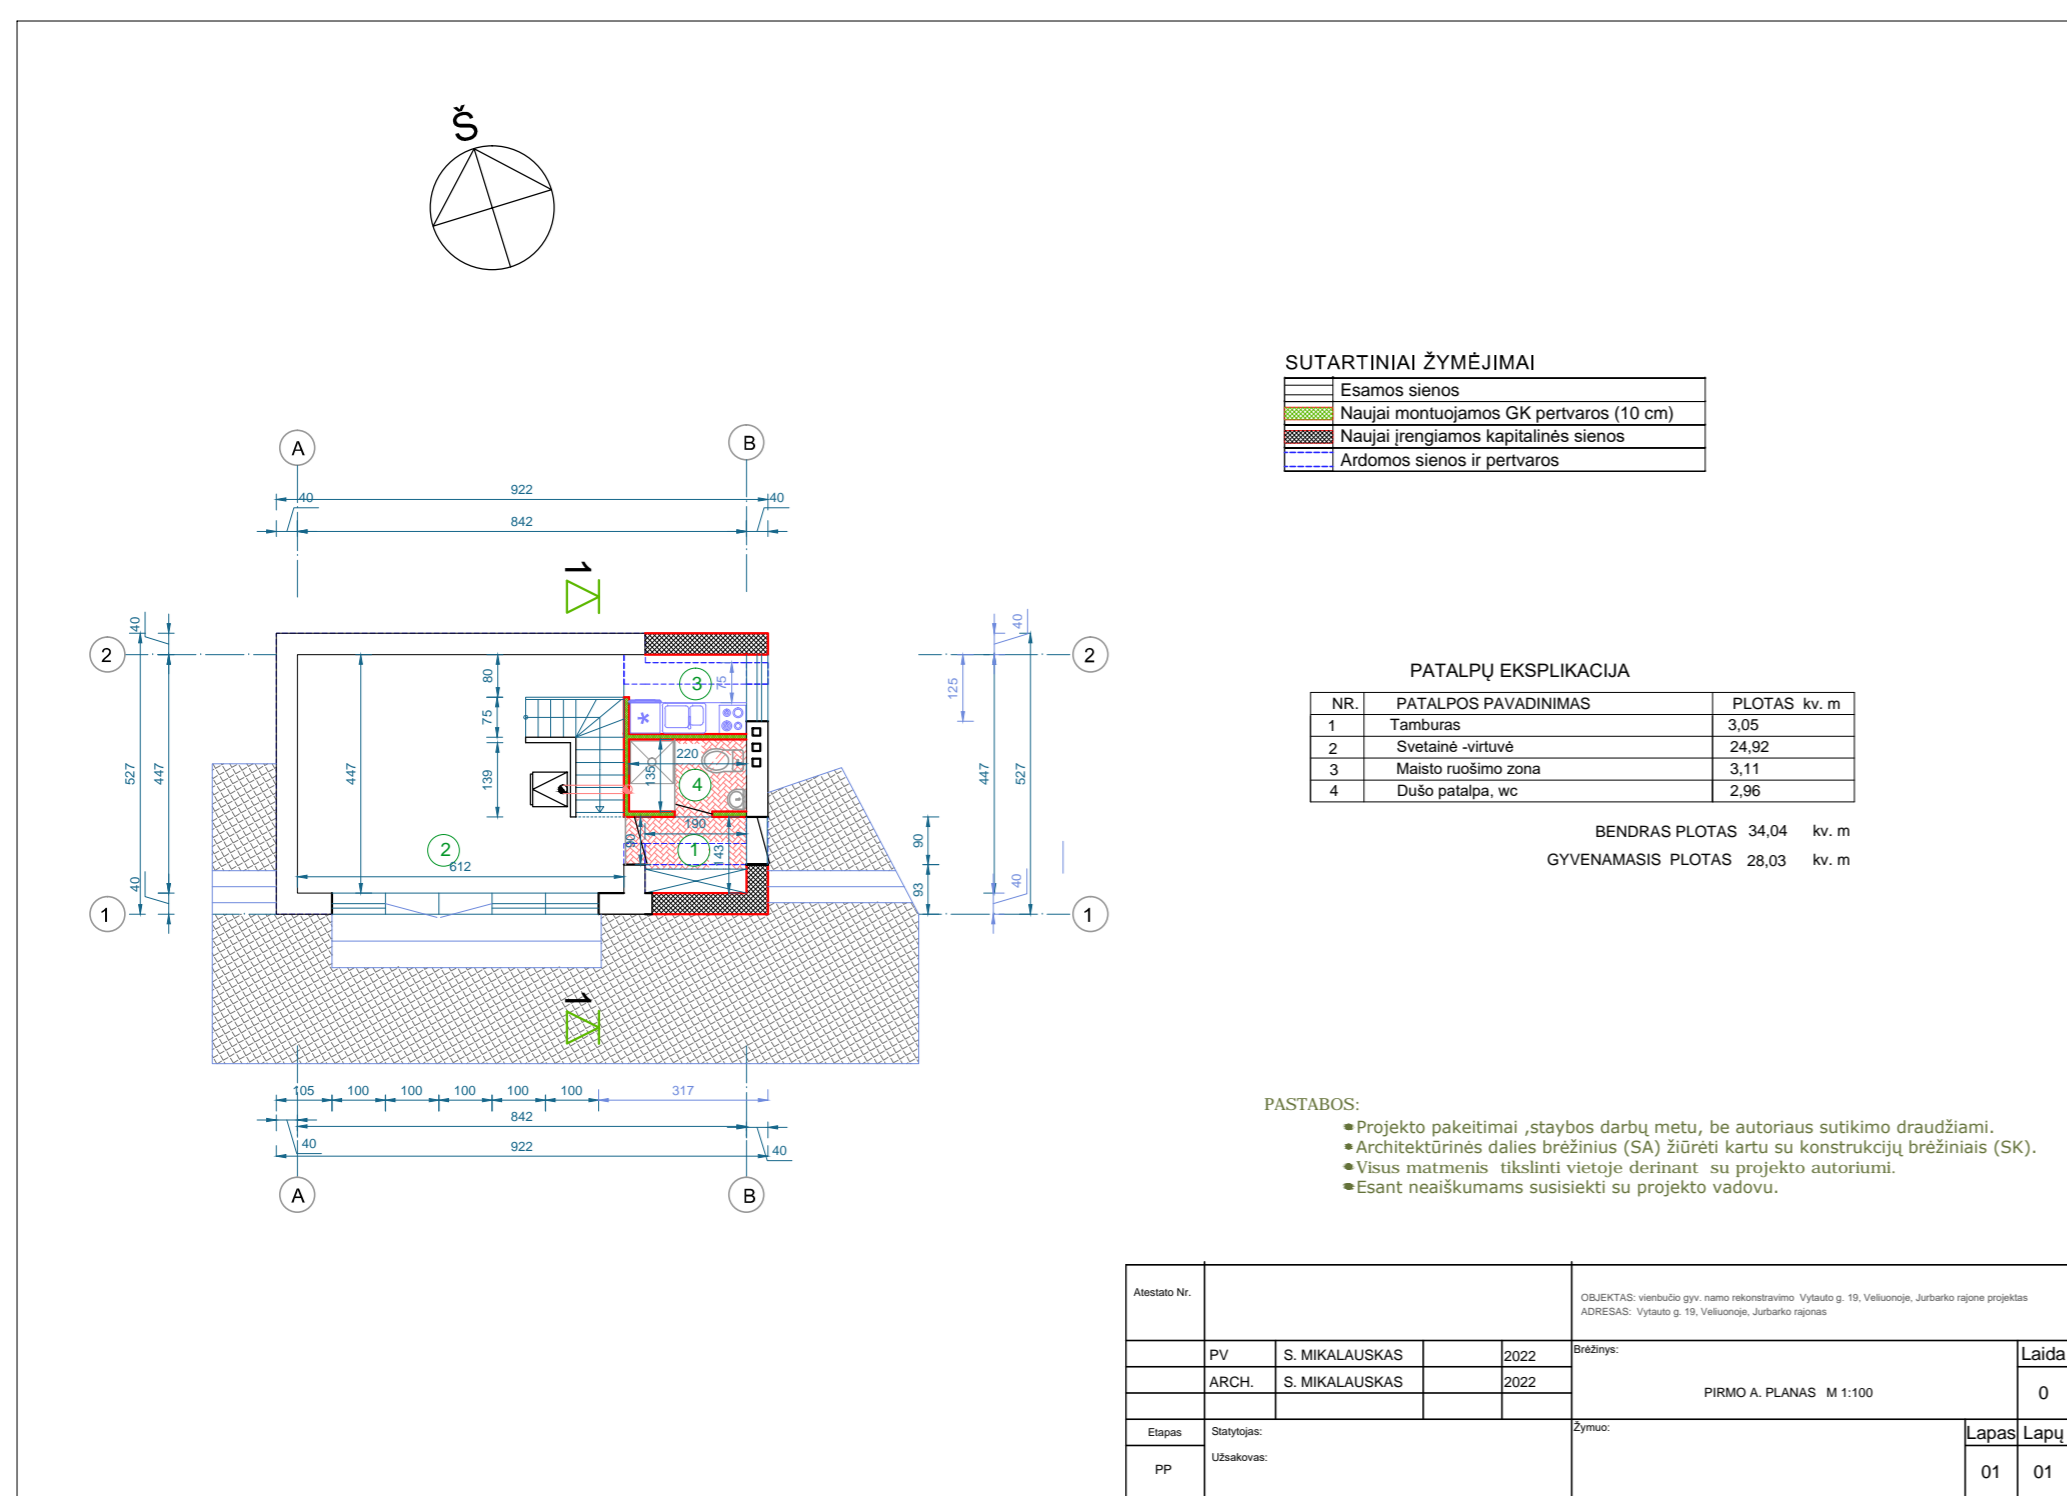 Š
A
B
922
40
40
842
1
40
40
2
2
80
75
125
3
75
75
*
527
447
447
139
220
135
4
447
527
190
90
143
1
90
2
612
93
40
40
1
1
1
105 100 100 100 100 100 317
842
40
922
40
A
B
SUTARTINIAI ŽYMĖJIMAI
Esamos sienos
Naujai montuojamos GK pertvaros (10 cm)
Naujai įrengiamos kapitalinės sienos
Ardomos sienos ir pertvaros
PATALPŲ EKSPLIKACIJA
NR. PATALPOS PAVADINIMAS PLOTAS kv. m
1 Tamburas 3,05
2 Svetainė -virtuvė 24,92
3 Maisto ruošimo zona 3,11
4 Dušo patalpa, wc 2,96
BENDRAS PLOTAS 34,04 kv. m
GYVENAMASIS PLOTAS 28,03 kv. m
PASTABOS:
Projekto pakeitimai ,staybos darbų metu, be autoriaus sutikimo draudžiami.
Architektūrinės dalies brėžinius (SA) žiūrėti kartu su konstrukcijų brėžiniais (SK).
Visus matmenis tikslinti vietoje derinant su projekto autoriumi.
Esant neaiškumams susisiekti su projekto vadovu.
Atestato Nr.
OBJEKTAS: vienbučio gyv. namo rekonstravimo Vytauto g. 19, Veliuonoje, Jurbarko rajone projektas
ADRESAS: Vytauto g. 19, Veliuonoje, Jurbarko rajonas
PV S. MIKALAUSKAS 2022
ARCH. S. MIKALAUSKAS 2022
Brėžinys:
PIRMO A. PLANAS M 1:100
Laida
0
Etapas
PP
Statytojas:
Užsakovas:
Žymuo:
Lapas Lapų
01 01